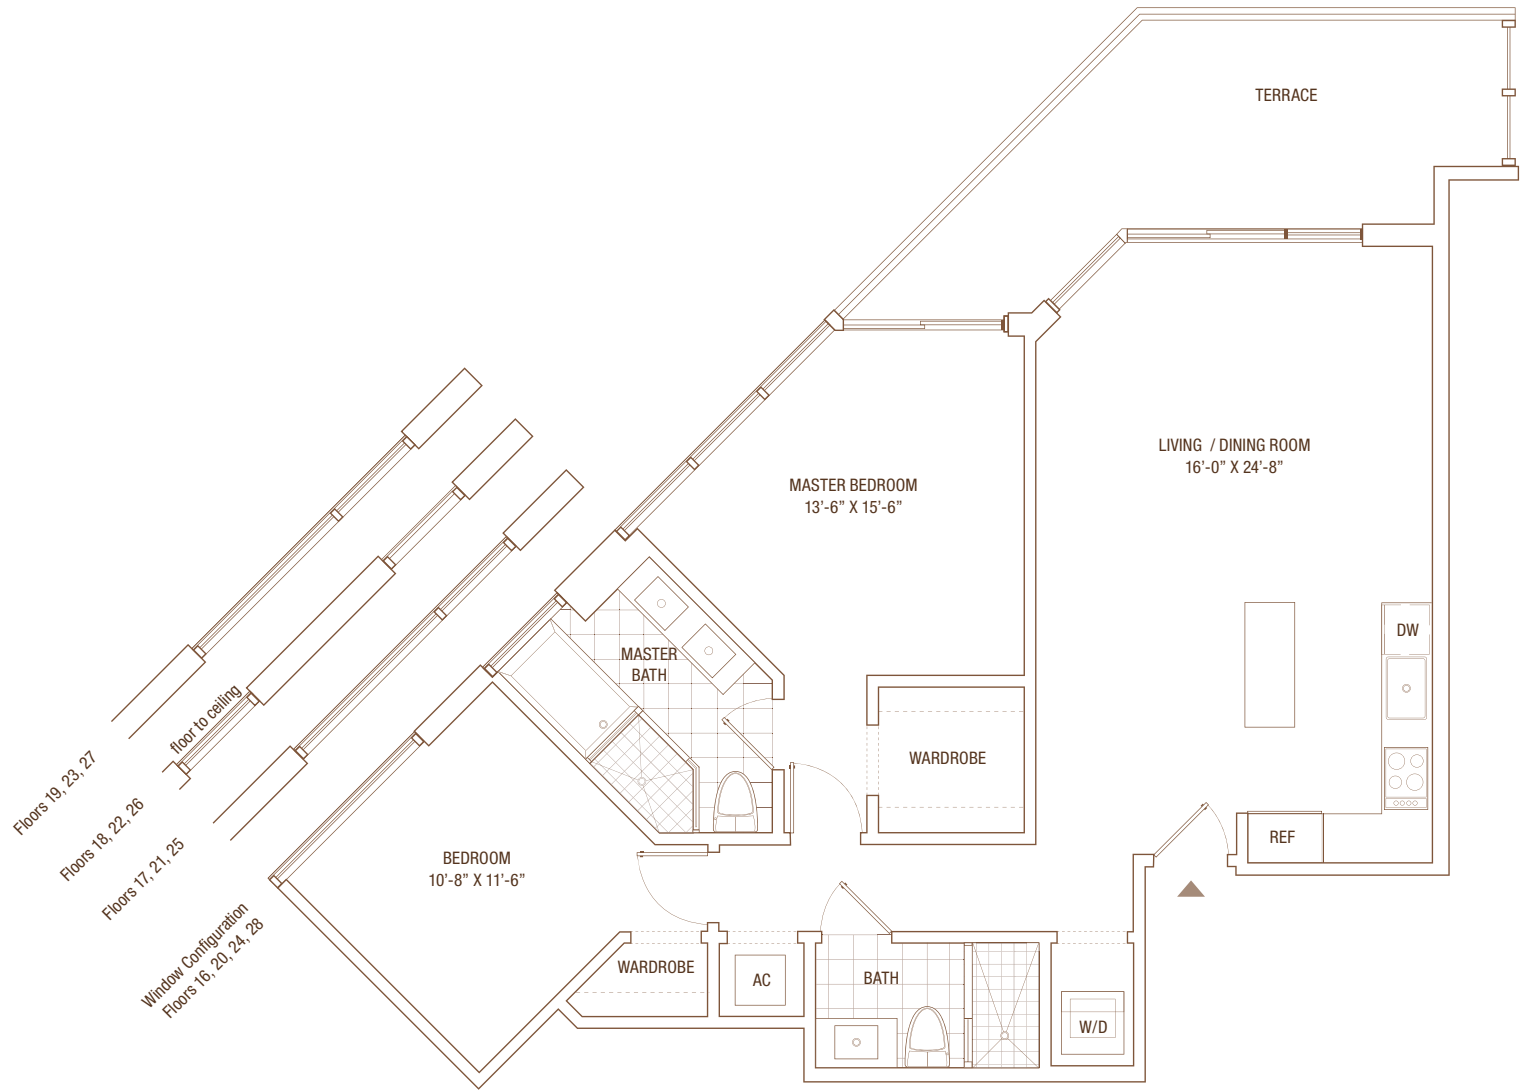 TERRACE
LIVING / DINING ROOM
16’-0” X 24’-8”
MASTER BEDROOM
13’-6” X 15’-6”
DW
MASTER
BATH
floor to ceiling
WARDROBE
Floors 19, 23, 27
Floors 18, 22, 26
Floors 17, 21, 25
Window Configuration
Floors 16, 20, 24, 28
REF
BEDROOM
10’-8” X 11’-6”
WARDROBE
AC
BATH
W/D